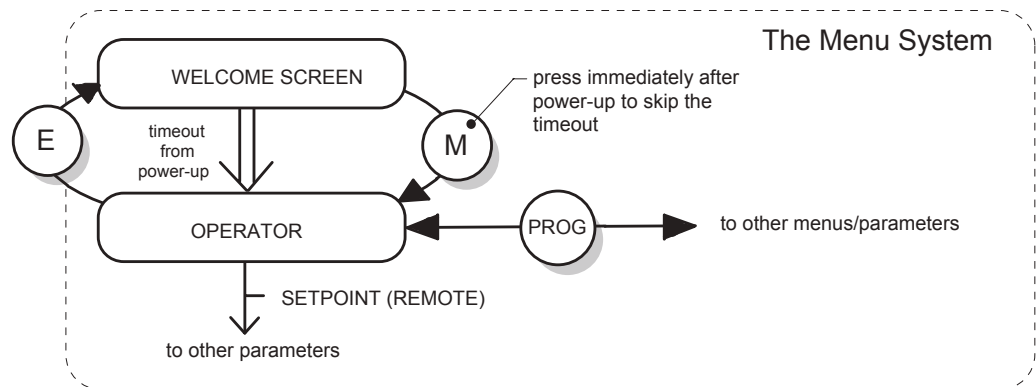 The Menu System
WELCOME SCREEN
press immediately after
power-up to skip the
timeout
E
timeout
from
power-up
M
OPERATOR
PROG
to other menus/parameters
SETPOINT (REMOTE)
to other parameters